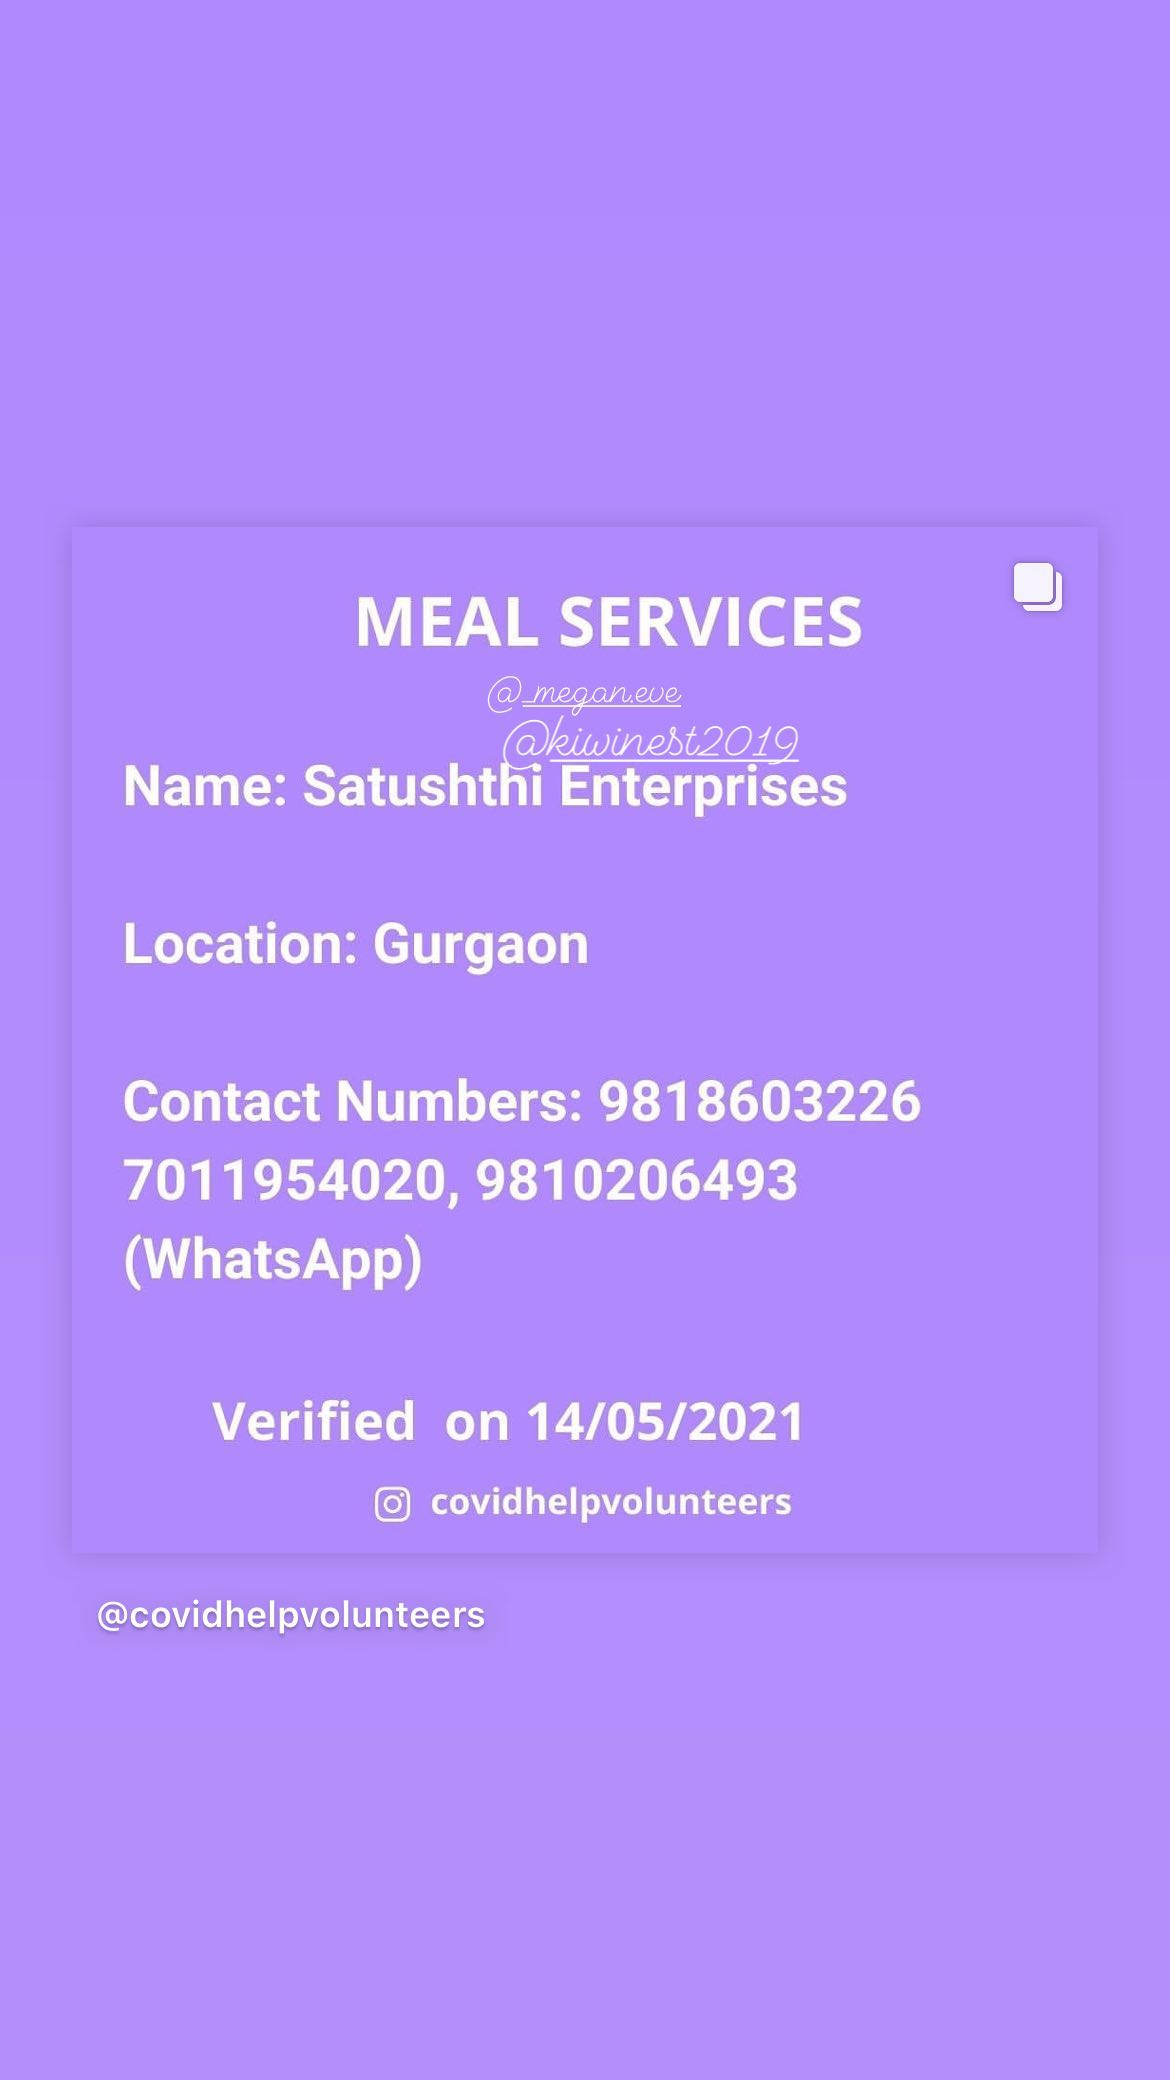 MEAL SERVICES
@_megan.eve
@kiwinest2019
Name: Satushthi Enterprises
Location: Gurgaon
Contact Numbers: 9818603226
7011954020, 9810206493
(WhatsApp)
Verified on 14/05/2021
covidhelpvolunteers
@covidhelpvolunteers